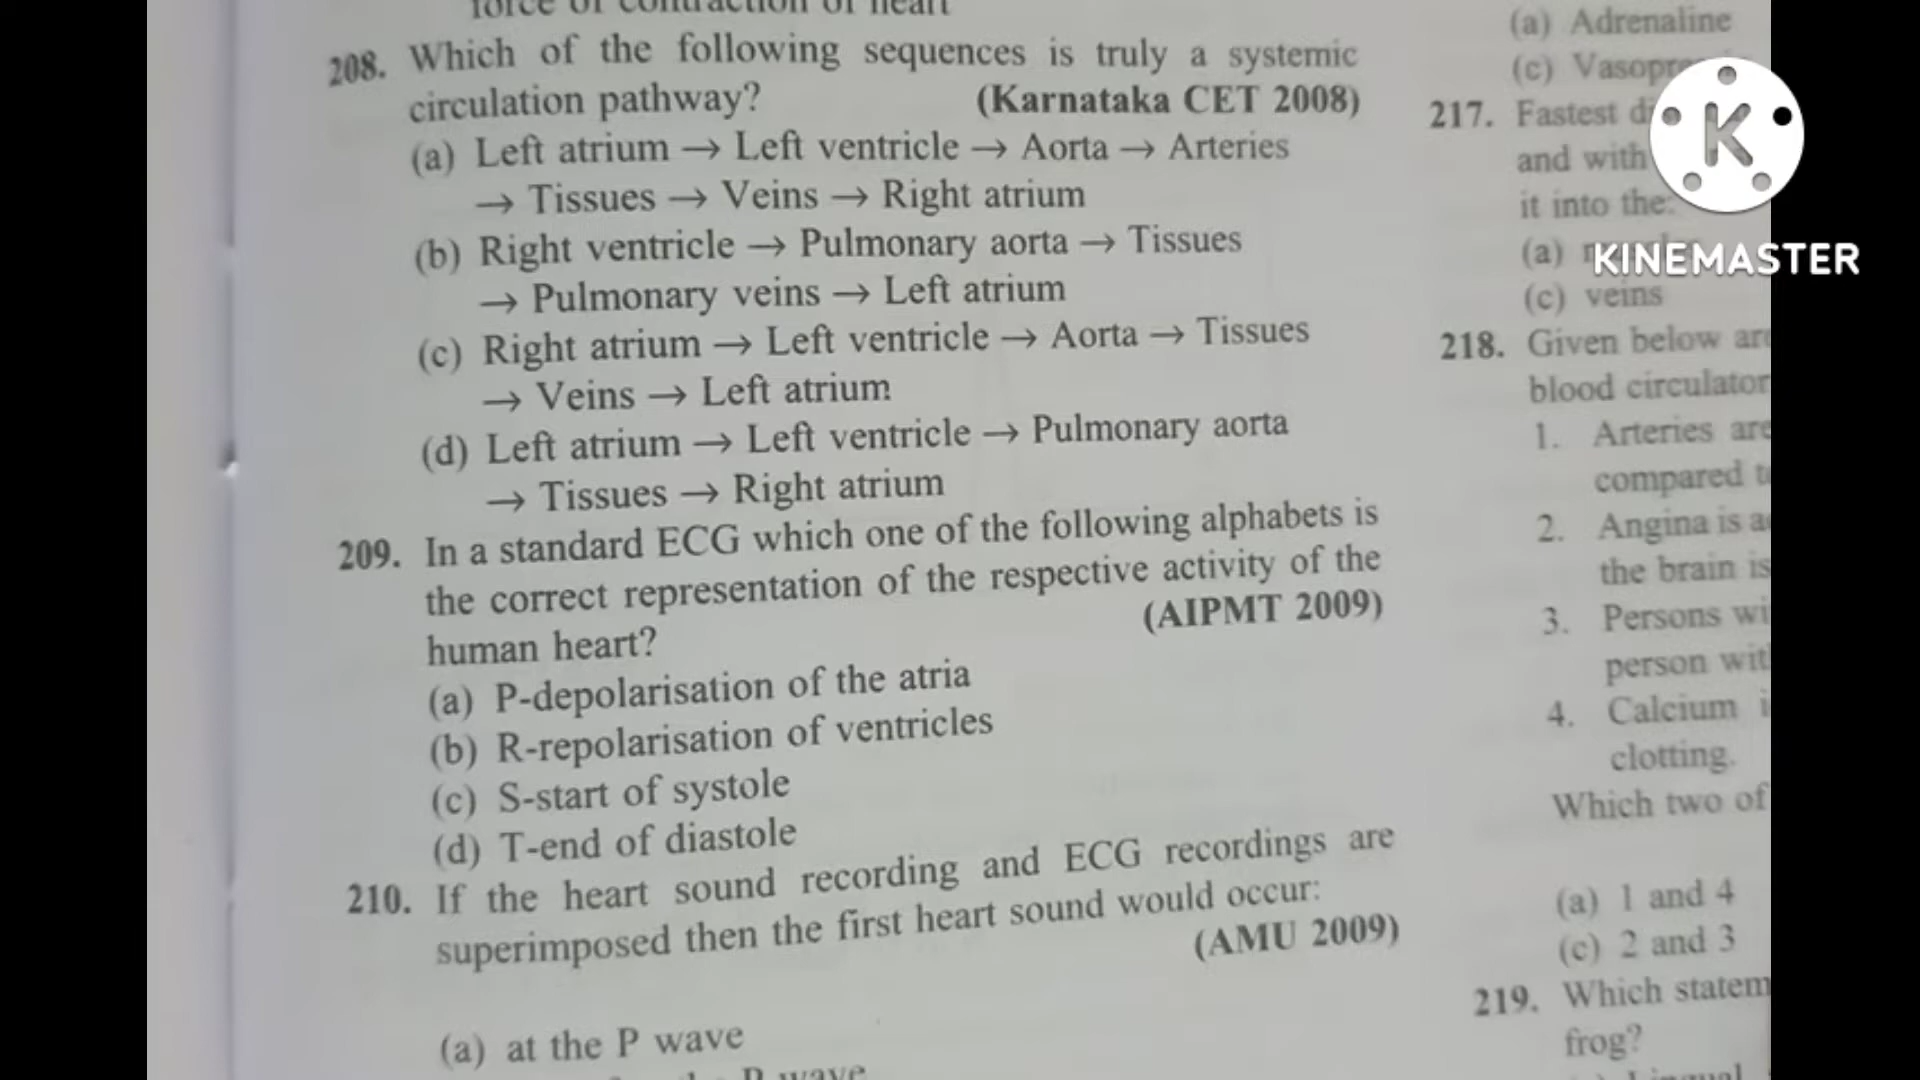 force of contraction of heart
208. Which of the following sequences is truly a systemic
circulation pathway? (Karnataka CET 2008)
(a) Left atrium → Left ventricle → Aorta → Arteries
→ Tissues → Veins → Right atrium
(b) Right ventricle → Pulmonary aorta → Tissues
→ Pulmonary veins → Left atrium
(c) Right atrium → Left ventricle → Aorta → Tissues
→ Veins → Left atrium
(d) Left atrium → Left ventricle → Pulmonary aorta
→ Tissues → Right atrium
209. In a standard ECG which one of the following alphabets is
the correct representation of the respective activity of the
human heart? (AIPMT 2009)
(a) P-depolarisation of the atria
(b) R-repolarisation of ventricles
(c) S-start of systole
(d) T-end of diastole
210. If the heart sound recording and ECG recordings are
superimposed then the first heart sound would occur:
(AMU 2009)
(a) at the P wave
wave
(a) Adrenaline
(c)
217. Fastest
and with
it into the:
(a)
(c) veins
218. Given below
blood
1. Arteries
compared
2. Angina is
the brain is
3. Persons
person
4. Calcium
clotting.
Which two of
(a) 1 and 4
(c) 2 and 3
219. Which
frog?
K
KINEMASTER